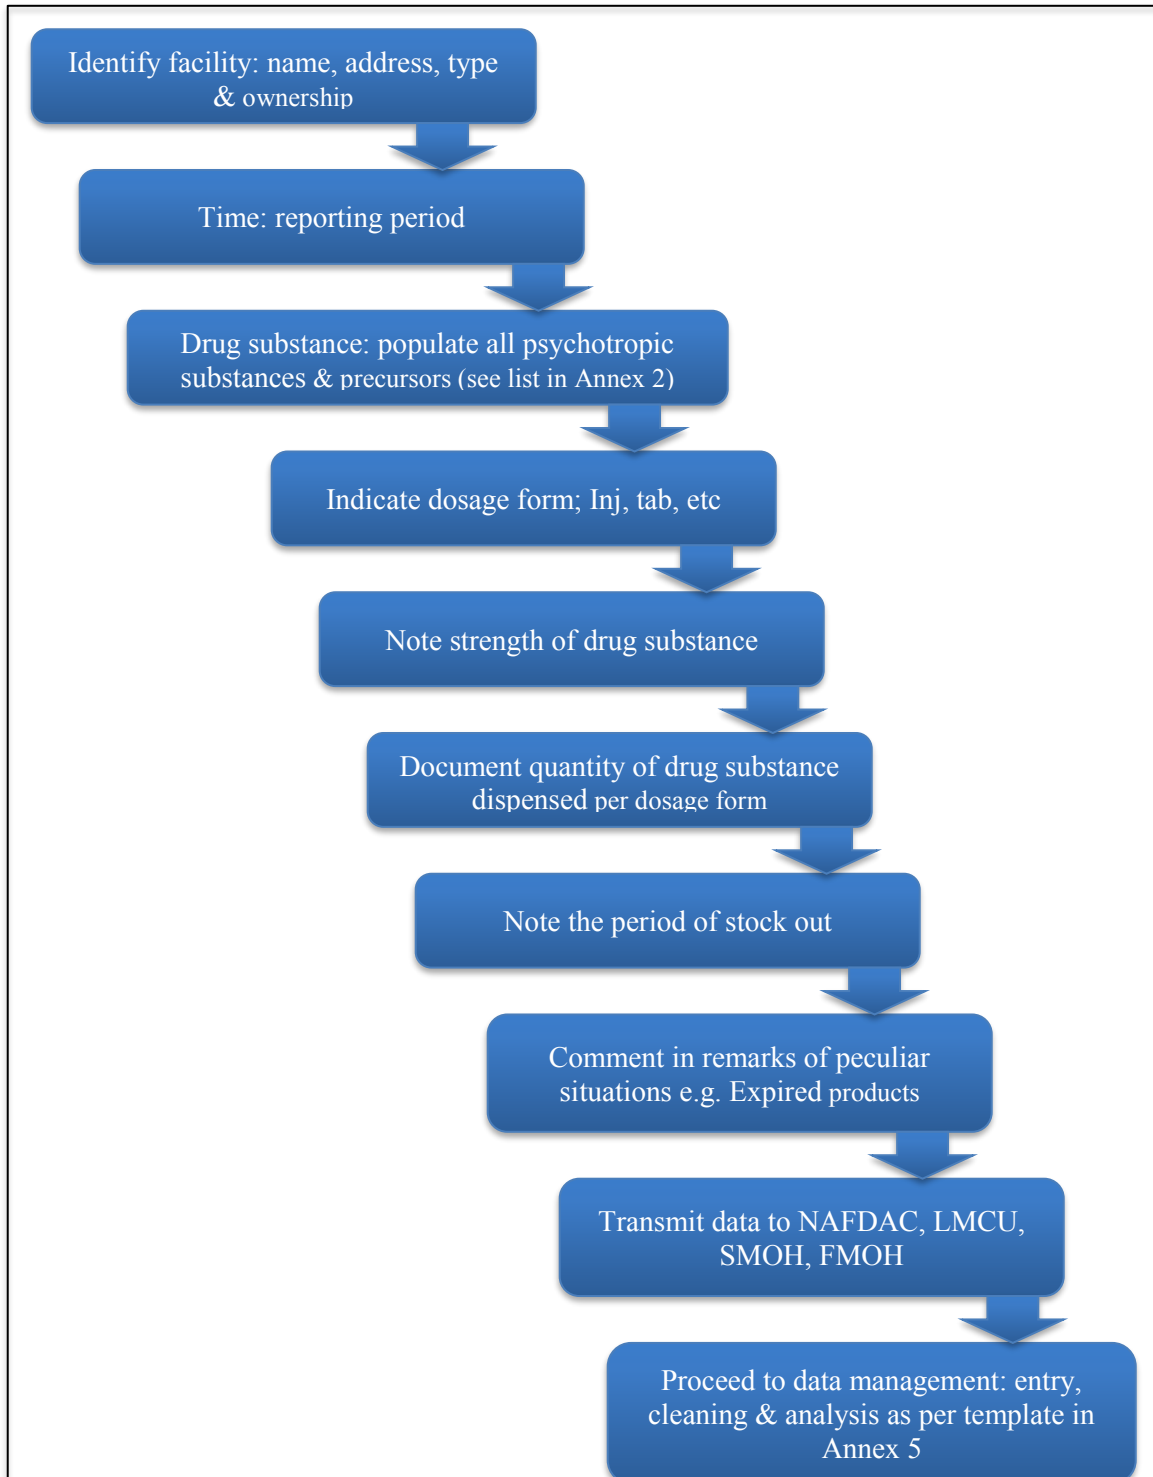 Identify facility: name, address, type
& ownership
Time: reporting period
Drug substance: populate all psychotropic
substances & precursors (see list in Annex 2)
Indicate dosage form; Inj, tab, etc
Note strength of drug substance
Document quantity of drug substance
dispensed per dosage form
Note the period of stock out
Comment in remarks of peculiar
situations e.g. Expired products
Transmit data to NAFDAC, LMCU,
SMOH, FMOH
Proceed to data management: entry,
cleaning & analysis as per template in
Annex 5